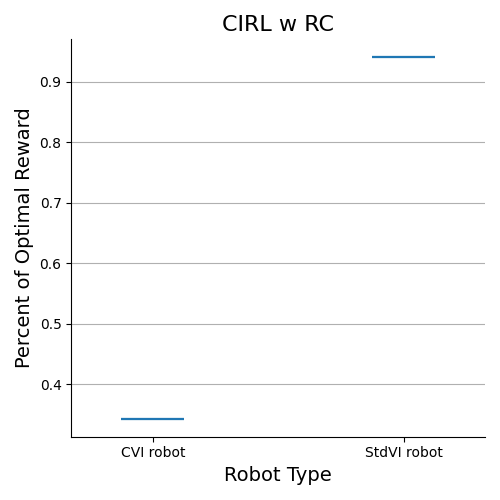 CIRL w RC
Percent of Optimal Reward
0.9
0.8
0.7
0.6
0.5
0.4
CVI robot
StdVI robot
Robot Type